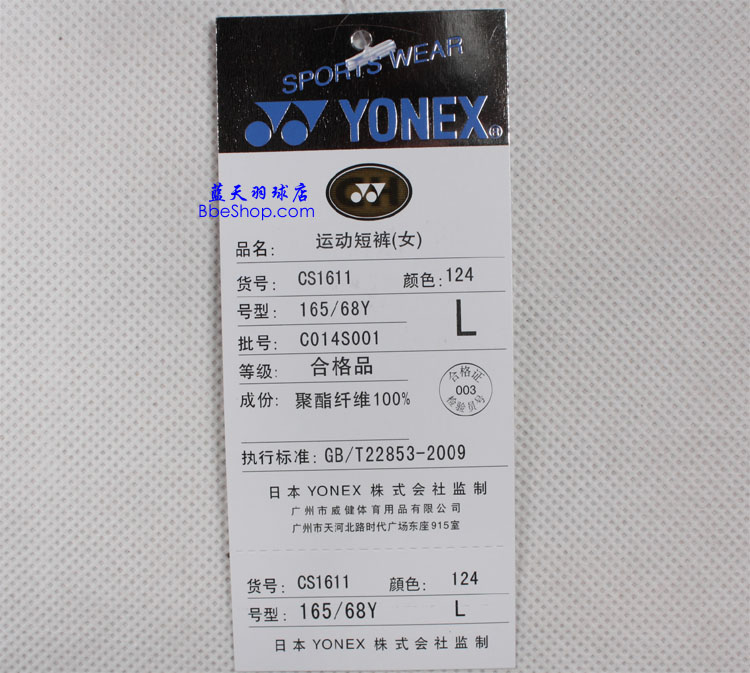 SPORTS WEAR
YONEX®
蓝天羽球店
BbeShop.com
品名: 运动短裤(女)
货号: CS1611 颜色: 124
号型: 165/68Y L
批号: C014S001
等级: 合格品
成份: 聚酯纤维100%
合格证
003
检验员号
执行标准: GB/T22853-2009
日本 YONEX 株式会社监制
广州市威健体育用品有限公司
广州市天河北路时代广场东座915室
货号: CS1611 顔色: 124
号型: 165/68Y L
日本 YONEX 株式会社监制